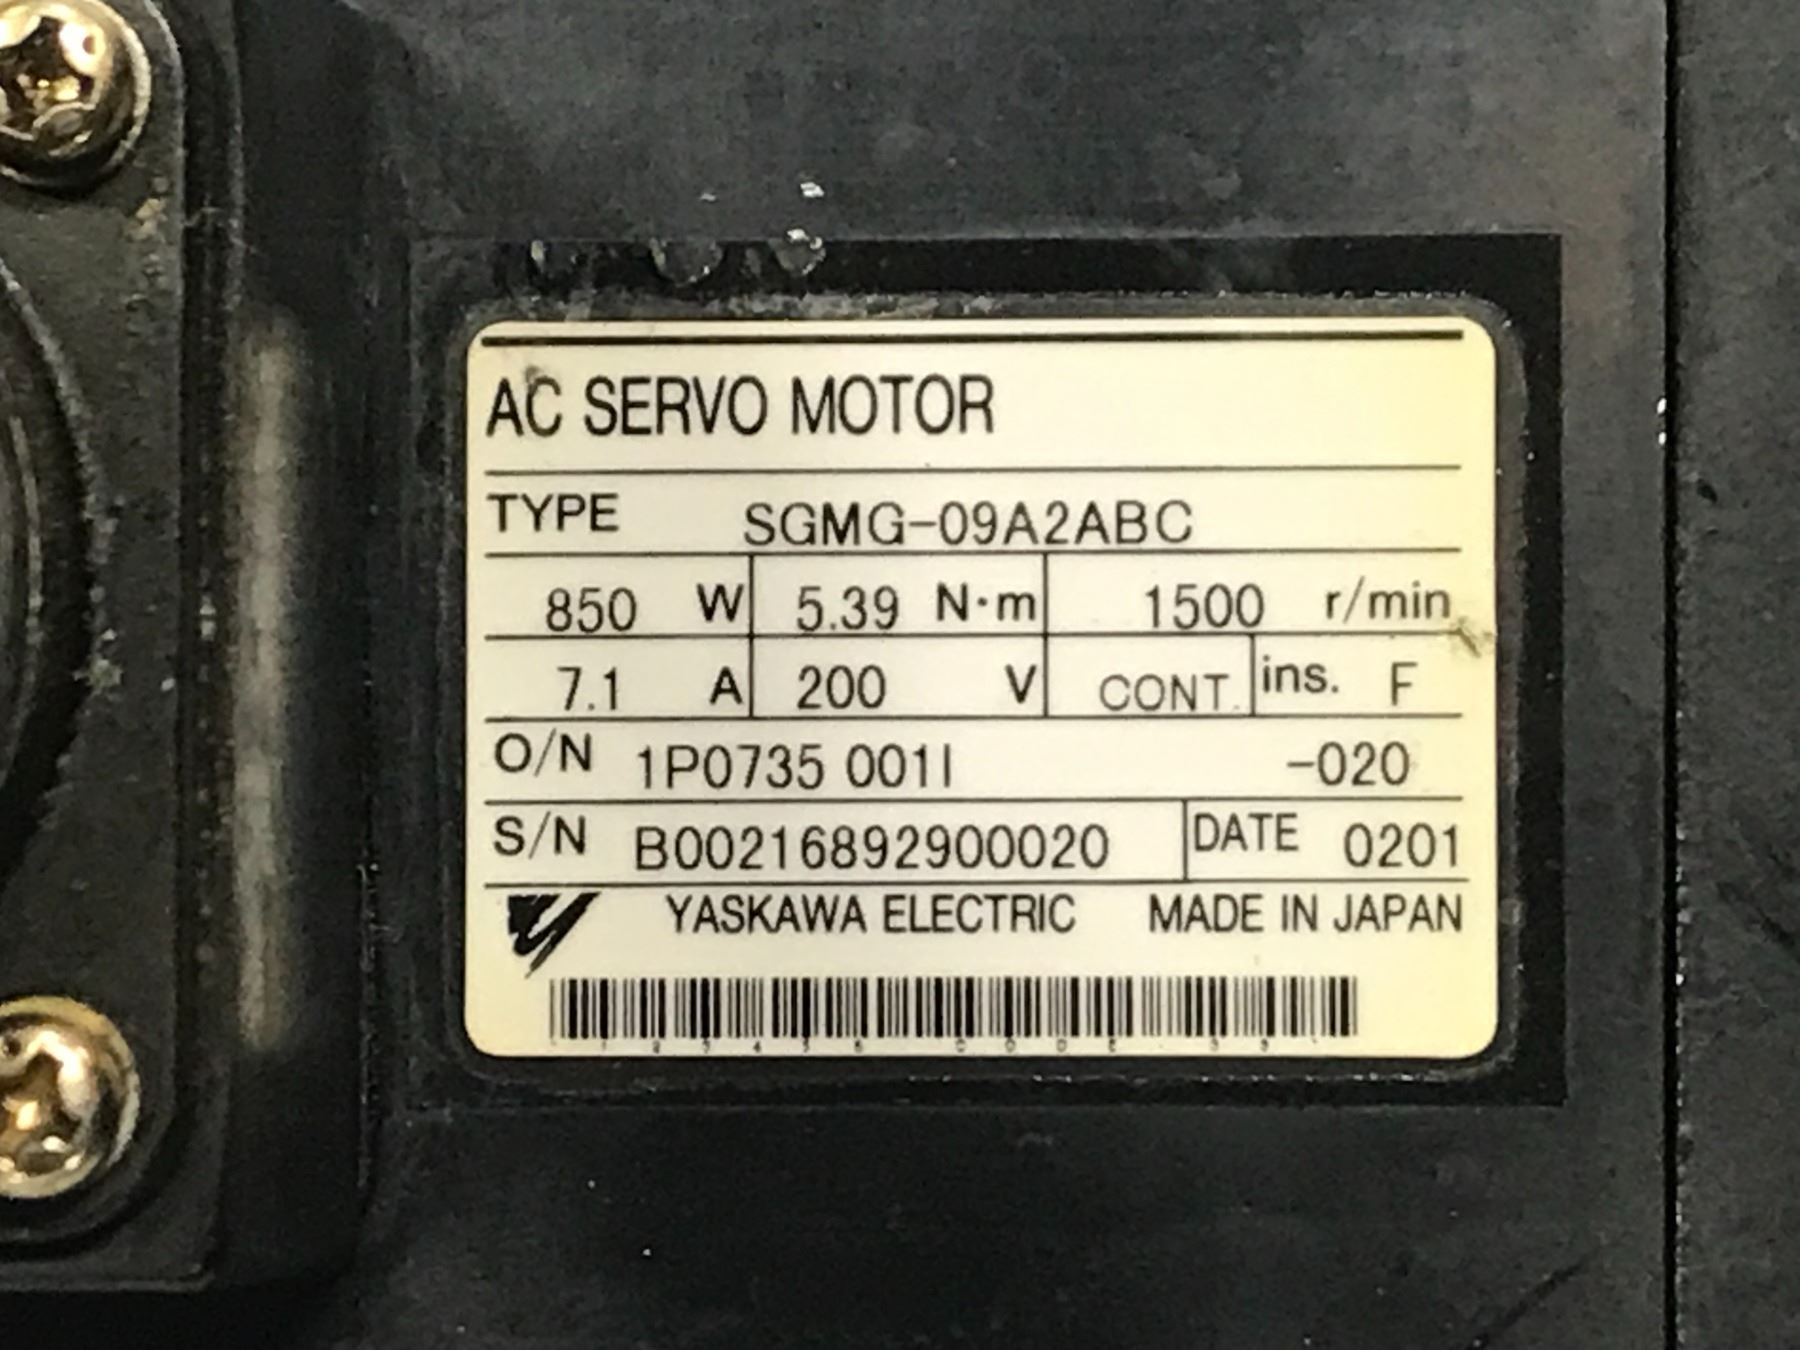 AC SERVO MOTOR
TYPE SGMG-09A2ABC
850 W 5.39 N·m 1500 r/min
7.1 A 200 V CONT. ins. F
O/N 1P0735 001I -020
S/N B00216892900020 DATE 0201
YASKAWA ELECTRIC MADE IN JAPAN